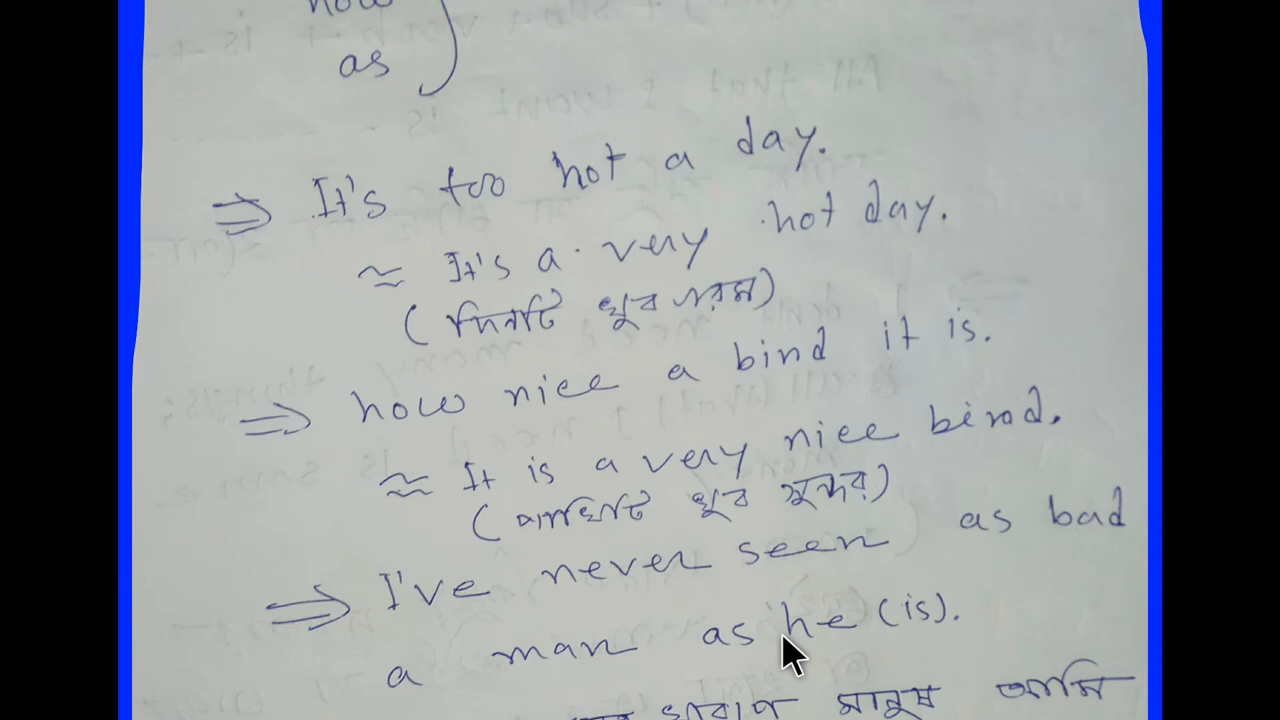 how
as
⇒ It's too hot a day.
≈ It's a very hot day.
(দিনটি খুব গরম)
⇒ how nice a bird it is.
≈ It is a very nice bird.
(পাখিটি খুব সুন্দর)
⇒ I've never seen as bad
a man as he (is).
খারাপ মানুষ আমি